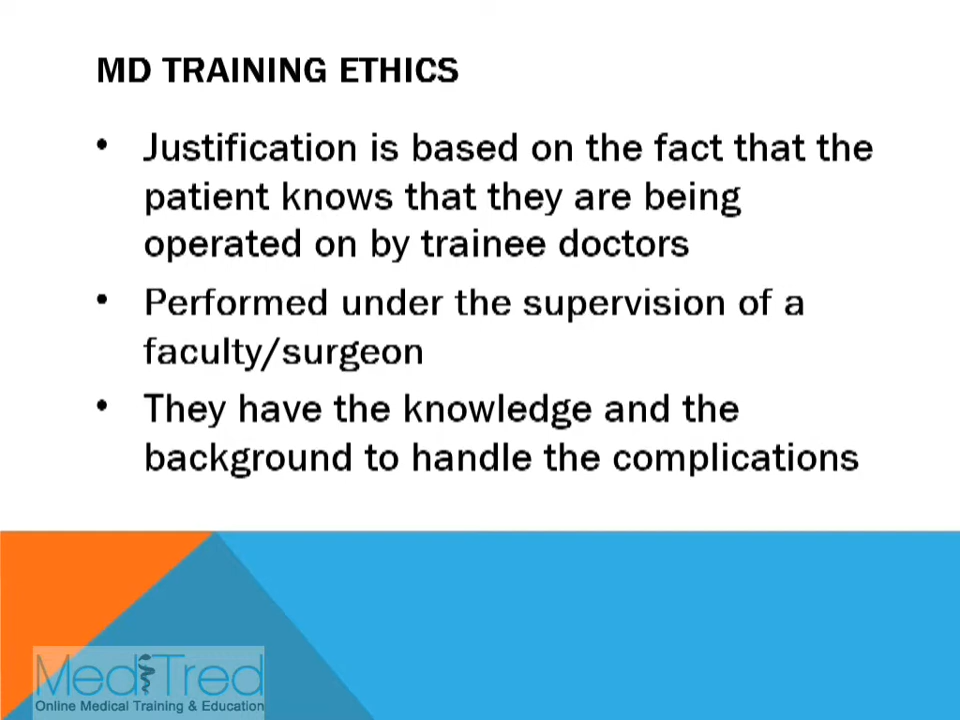 MD TRAINING ETHICS
• Justification is based on the fact that the
patient knows that they are being
operated on by trainee doctors
• Performed under the supervision of a
faculty/surgeon
• They have the knowledge and the
background to handle the complications
MediTred
Online Medical Training & Education